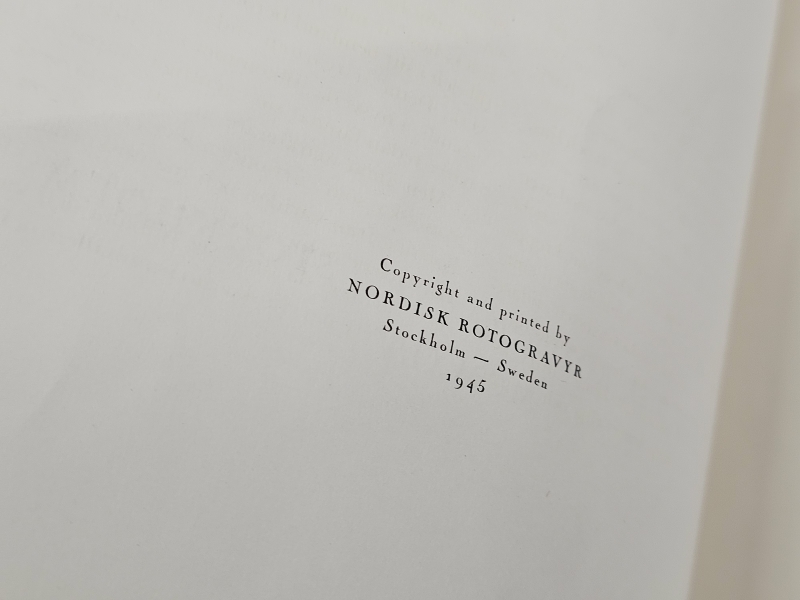 Copyright and printed by
NORDISK ROTOGRAVYR
Stockholm — Sweden
1945